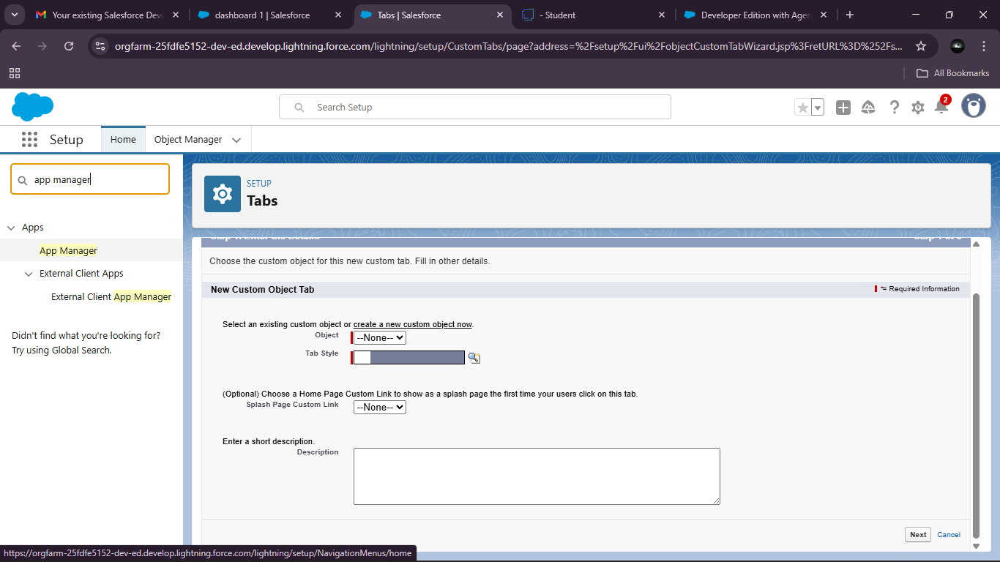 Your existing Salesforce Dev
dashboard 1 | Salesforce
Tabs | Salesforce
- Student
Developer Edition with Agen
orgfarm-25fdfe5152-dev-ed.develop.lightning.force.com/lightning/setup/CustomTabs/page?address=%2Fsetup%2Fui%2FobjectCustomTabWizard.jsp%3FretURL%3D%252Fs...
All Bookmarks
Search Setup
2
Setup
Home
Object Manager
app manager
Apps
App Manager
External Client Apps
External Client App Manager
Didn't find what you're looking for?
Try using Global Search.
SETUP
Tabs
Choose the custom object for this new custom tab. Fill in other details.
New Custom Object Tab
= Required Information
Select an existing custom object or create a new custom object now.
Object
--None--
Tab Style
(Optional) Choose a Home Page Custom Link to show as a splash page the first time your users click on this tab.
Splash Page Custom Link
--None--
Enter a short description.
Description
Next
Cancel
https://orgfarm-25fdfe5152-dev-ed.develop.lightning.force.com/lightning/setup/NavigationMenus/home